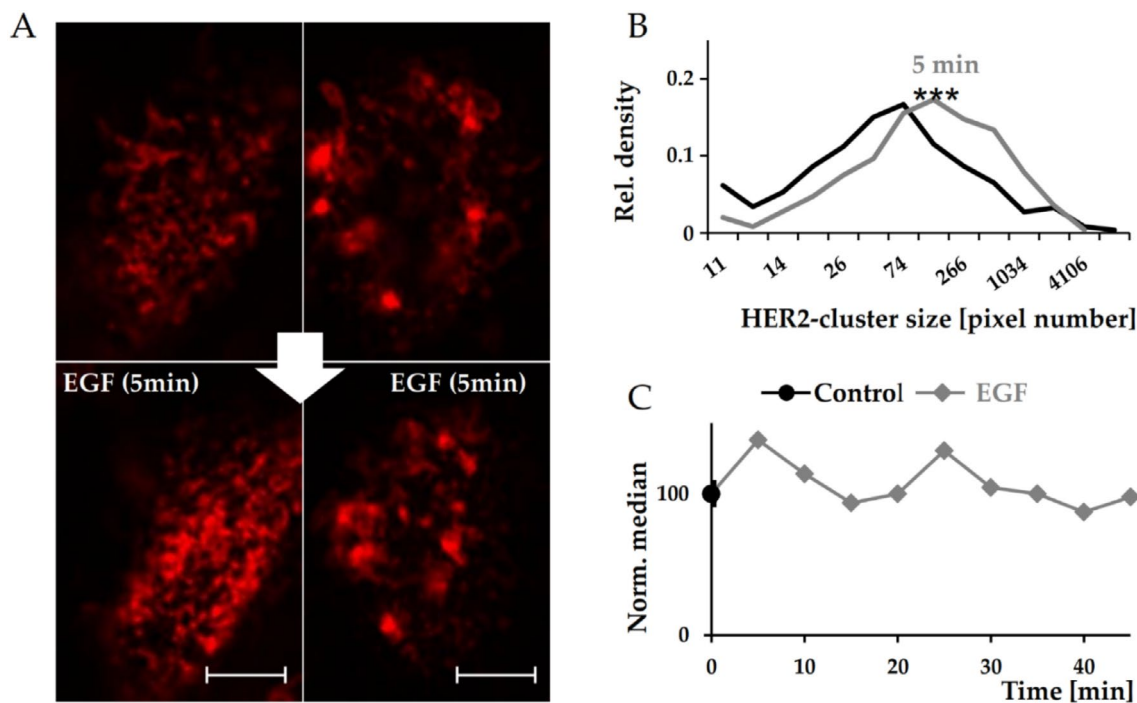 A
EGF (5min)
EGF (5min)
B
5 min
***
0.2
0.1
0
Rel. density
11
14
26
74
266
1034
4106
HER2-cluster size [pixel number]
C
Control
EGF
100
0
Norm. median
0
10
20
30
40
Time [min]